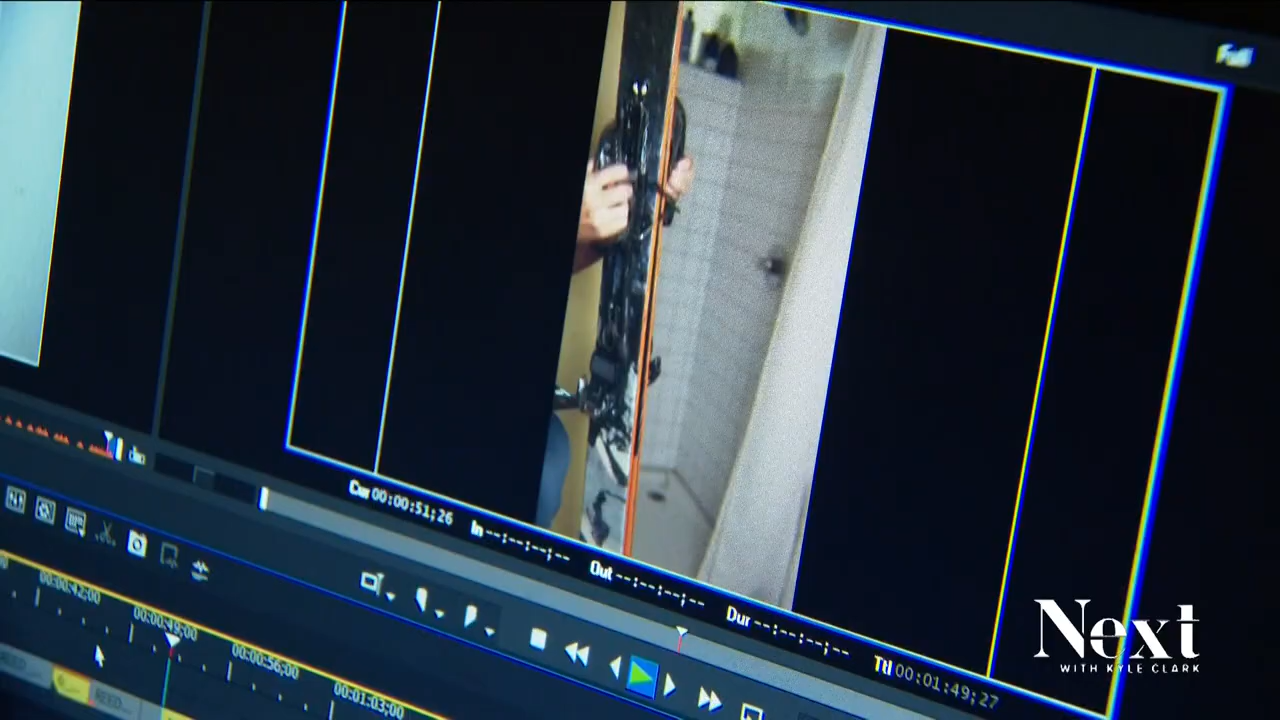 Full
Cur 00:00:51;26 In --:--:--;-- Out --:--:--;-- Dur --:--:--;-- Ttl 00:01:49;27
00:00:42;00 00:00:49;00 00:00:56;00 00:01:03;00
Next
WITH KYLE CLARK